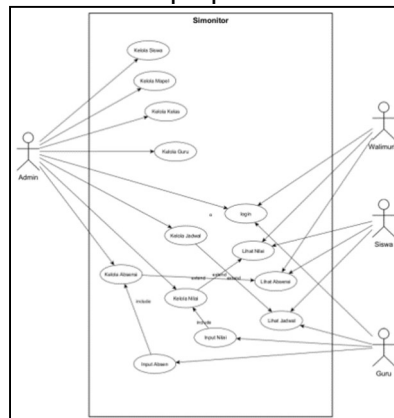 Simonitor
Kelola Siswa
Kelola Mapel
Kelola Kelas
Kelola Guru
Admin
Walimuri
login
Siswa
Kelola Jadwal
Lihat Nilai
Kelola Absensi
extend
extend
extend
Lihat Absensi
Kelola Nilai
include
Lihat Jadwal
include
Input Nilai
Input Absen
Guru